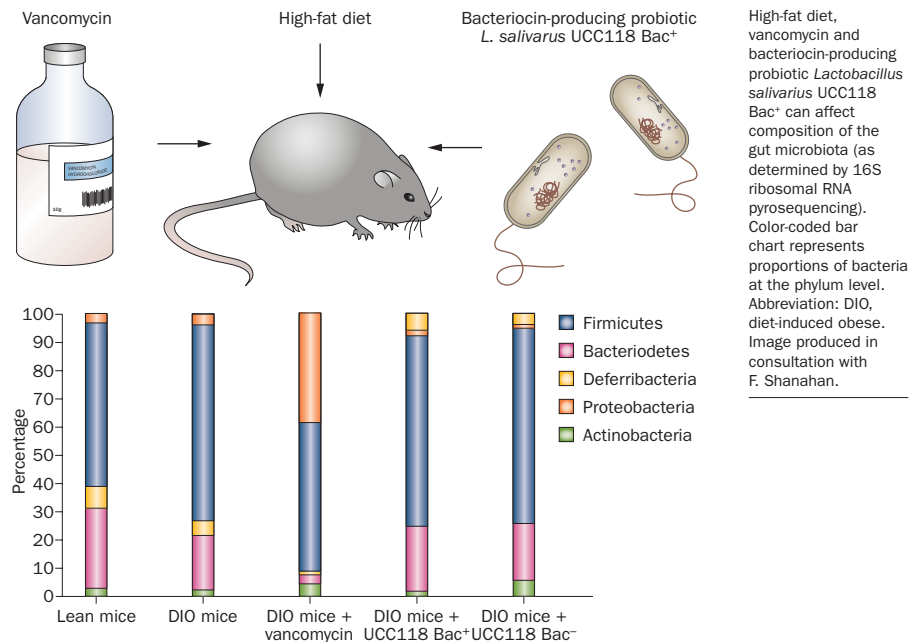 Vancomycin
High-fat diet
Bacteriocin-producing probiotic
L. salivarus UCC118 Bac⁺
VANCOMYCIN
HYDROCHLORIDE
10g
High-fat diet,
vancomycin and
bacteriocin-producing
probiotic Lactobacillus
salivarius UCC118
Bac⁺ can affect
composition of the
gut microbiota (as
determined by 16S
ribosomal RNA
pyrosequencing).
Color-coded bar
chart represents
proportions of bacteria
at the phylum level.
Abbreviation: DIO,
diet-induced obese.
Image produced in
consultation with
F. Shanahan.
Percentage
100
90
80
70
60
50
40
30
20
10
0
Firmicutes
Bacteriodetes
Deferribacteria
Proteobacteria
Actinobacteria
Lean mice
DIO mice
DIO mice +
vancomycin
DIO mice +
UCC118 Bac⁺
DIO mice +
UCC118 Bac⁻